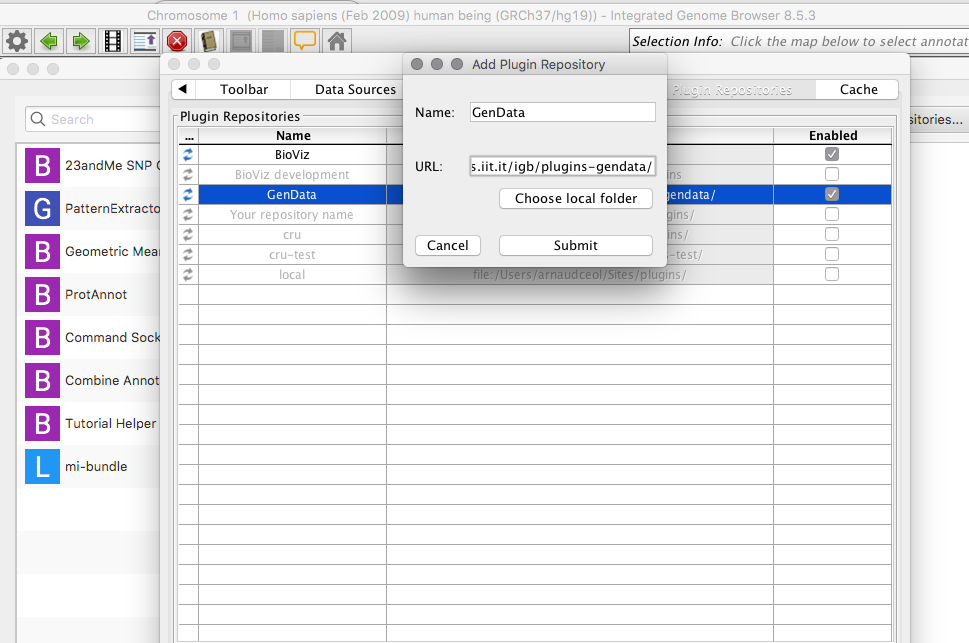 Chromosome 1  (Homo sapiens (Feb 2009) human being (GRCh37/hg19)) - Integrated Genome Browser 8.5.3
Selection Info: Click the map below to select annotat
Add Plugin Repository
Toolbar
Data Sources
Plugin Repositories
Cache
Search
sitories...
Plugin Repositories
... Name Enabled
BioViz
BioViz development ins
GenData gendata/
Your repository name gins/
cru ins/
cru-test s-test/
local file:/Users/arnaudceol/Sites/plugins/
Name: GenData
URL: s.iit.it/igb/plugins-gendata/
Choose local folder
Cancel Submit
B 23andMe SNP C
G PatternExtracto
B Geometric Mea
B ProtAnnot
B Command Sock
B Combine Annot
B Tutorial Helper
L mi-bundle